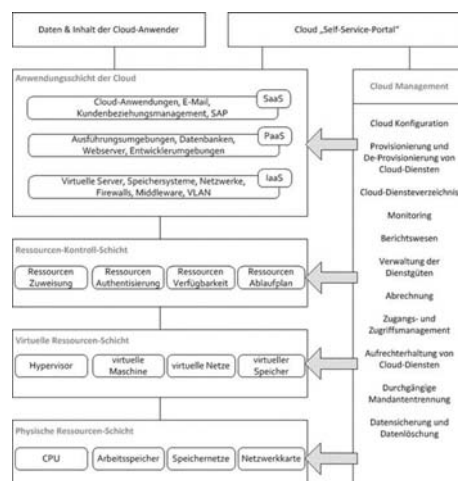 Daten & Inhalt der Cloud-Anwender
Cloud „Self-Service-Portal"
Anwendungsschicht der Cloud
SaaS
Cloud-Anwendungen, E-Mail,
Kundenbeziehungsmanagement, SAP
PaaS
Ausführungsumgebungen, Datenbanken,
Webserver, Entwicklerumgebungen
IaaS
Virtuelle Server, Speichersysteme, Netzwerke,
Firewalls, Middleware, VLAN
Ressourcen-Kontroll-Schicht
Ressourcen
Zuweisung
Ressourcen
Authentisierung
Ressourcen
Verfügbarkeit
Ressourcen
Ablaufplan
Virtuelle Ressourcen-Schicht
Hypervisor
virtuelle
Maschine
virtuelle Netze
virtueller
Speicher
Physische Ressourcen-Schicht
CPU
Arbeitsspeicher
Speichernetze
Netzwerkkarte
Cloud Management
Cloud Konfiguration
Provisionierung und
De-Provisionierung von
Cloud-Diensten
Cloud-Diensteverzeichnis
Monitoring
Berichtswesen
Verwaltung der
Dienstgüten
Abrechnung
Zugangs- und
Zugriffsmanagement
Aufrechterhaltung von
Cloud-Diensten
Durchgängige
Mandantentrennung
Datensicherung und
Datenlöschung